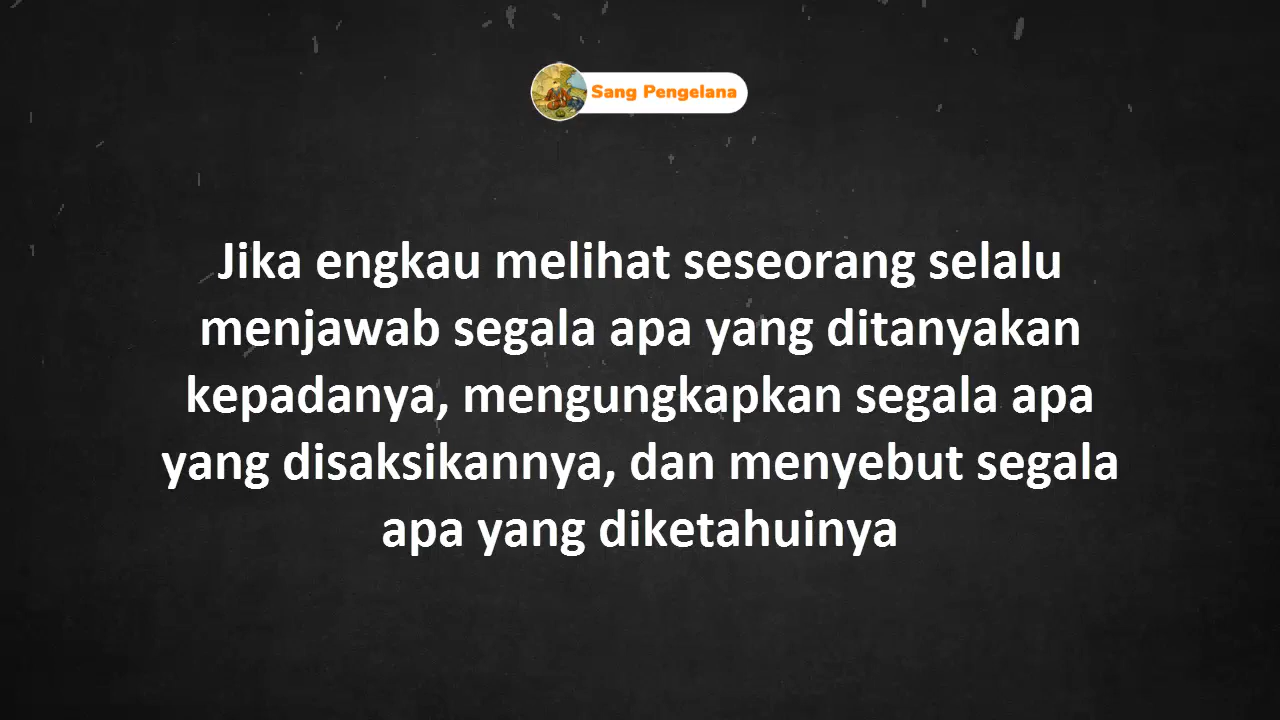 Sang Pengelana
Jika engkau melihat seseorang selalu
menjawab segala apa yang ditanyakan
kepadanya, mengungkapkan segala apa
yang disaksikannya, dan menyebut segala
apa yang diketahuinya